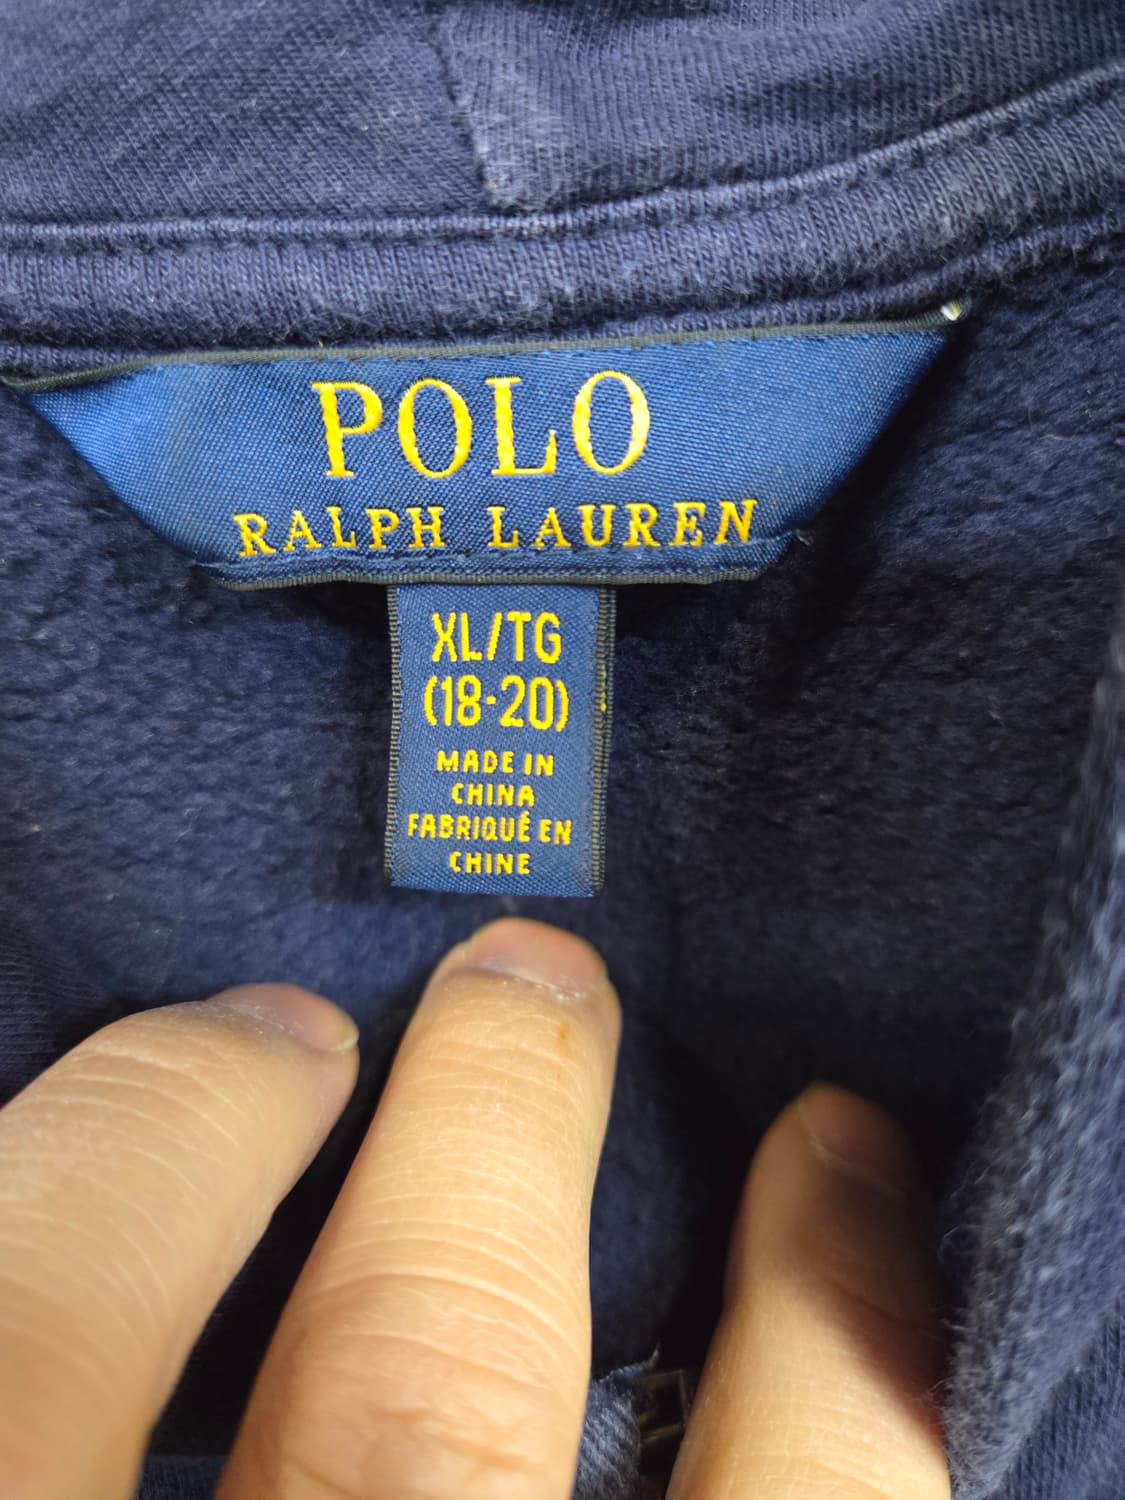 POLO
RALPH LAUREN
XL/TG
(18-20)
MADE IN
CHINA
FABRIQUÉ EN
CHINE